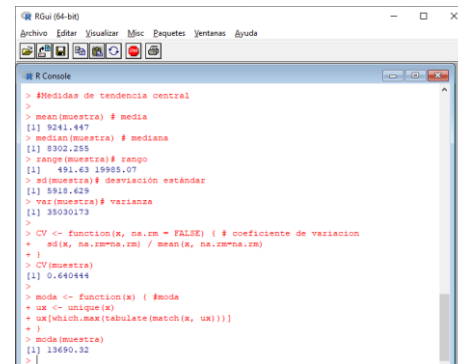 RGui (64-bit)
Archivo Editar Visualizar Misc Paquetes Ventanas Ayuda
R Console
> #Medidas de tendencia central
>
> mean(muestra) # media
[1] 9241.447
> median(muestra) # mediana
[1] 8302.255
> range(muestra)# rango
[1] 491.63 19985.07
> sd(muestra)# desviación estándar
[1] 5918.629
> var(muestra)# varianza
[1] 35030173
>
> CV <- function(x, na.rm = FALSE) { # coeficiente de variacion
+ sd(x, na.rm=na.rm) / mean(x, na.rm=na.rm)
+ }
> CV(muestra)
[1] 0.640444
>
> moda <- function(x) { #moda
+ ux <- unique(x)
+ ux[which.max(tabulate(match(x, ux)))]
+ }
> moda(muestra)
[1] 13690.32
>